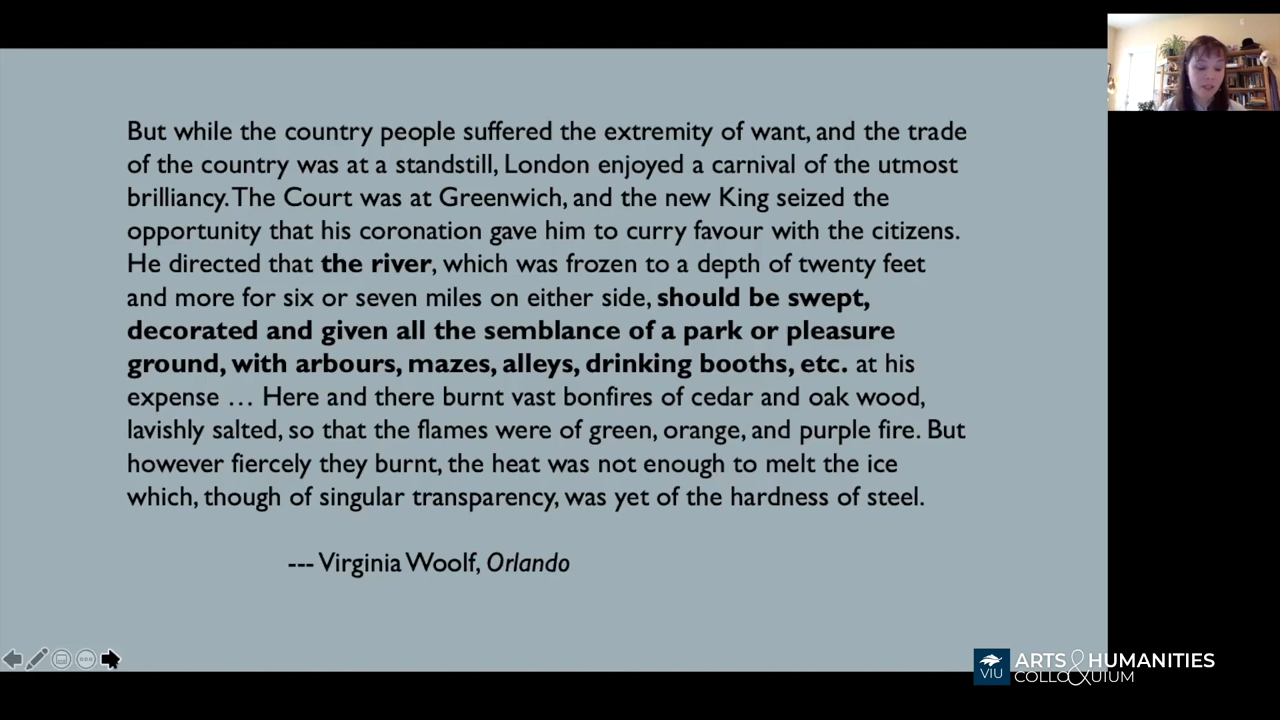 But while the country people suffered the extremity of want, and the trade
of the country was at a standstill, London enjoyed a carnival of the utmost
brilliancy. The Court was at Greenwich, and the new King seized the
opportunity that his coronation gave him to curry favour with the citizens.
He directed that the river, which was frozen to a depth of twenty feet
and more for six or seven miles on either side, should be swept,
decorated and given all the semblance of a park or pleasure
ground, with arbours, mazes, alleys, drinking booths, etc. at his
expense … Here and there burnt vast bonfires of cedar and oak wood,
lavishly salted, so that the flames were of green, orange, and purple fire. But
however fiercely they burnt, the heat was not enough to melt the ice
which, though of singular transparency, was yet of the hardness of steel.
--- Virginia Woolf, Orlando
VIU
ARTS & HUMANITIES
COLLOQUIUM